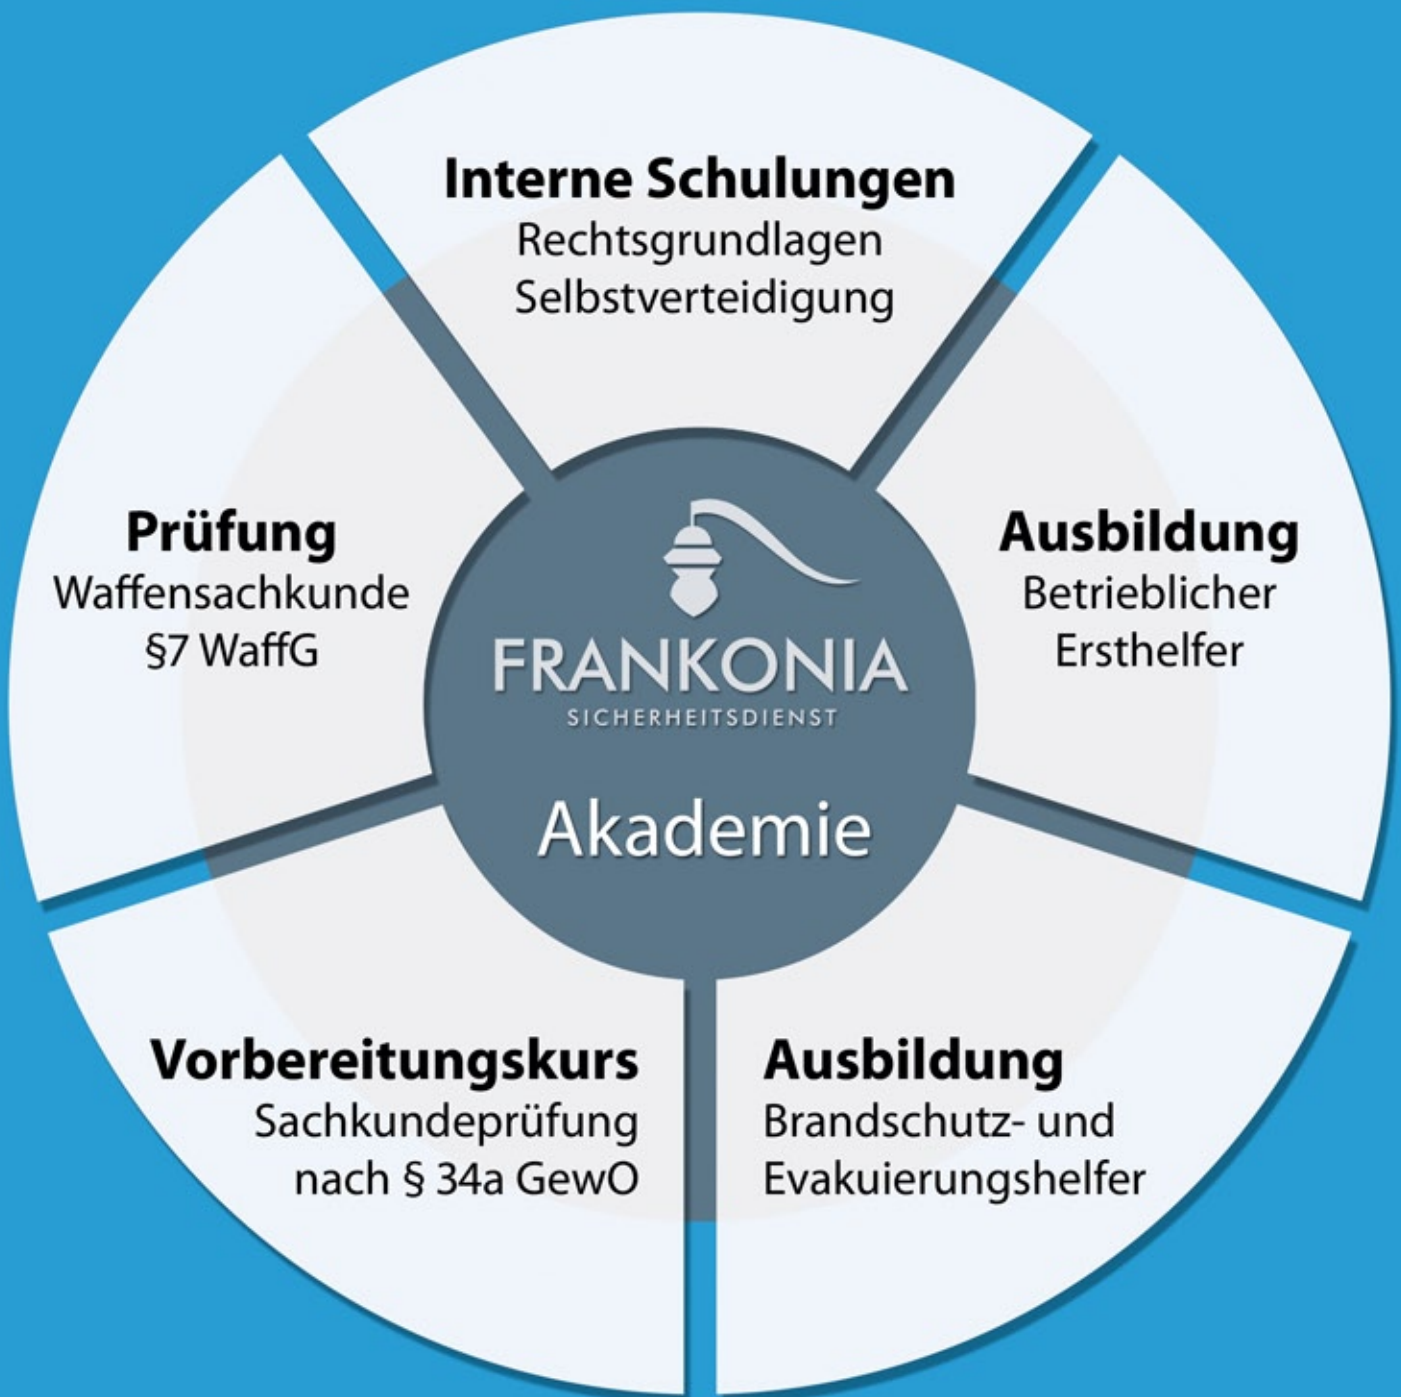 Interne Schulungen
Rechtsgrundlagen
Selbstverteidigung
Prüfung
Waffensachkunde
§7 WaffG
Ausbildung
Betrieblicher
Ersthelfer
FRANKONIA
SICHERHEITSDIENST
Akademie
Vorbereitungskurs
Sachkundeprüfung
nach § 34a GewO
Ausbildung
Brandschutz- und
Evakuierungshelfer